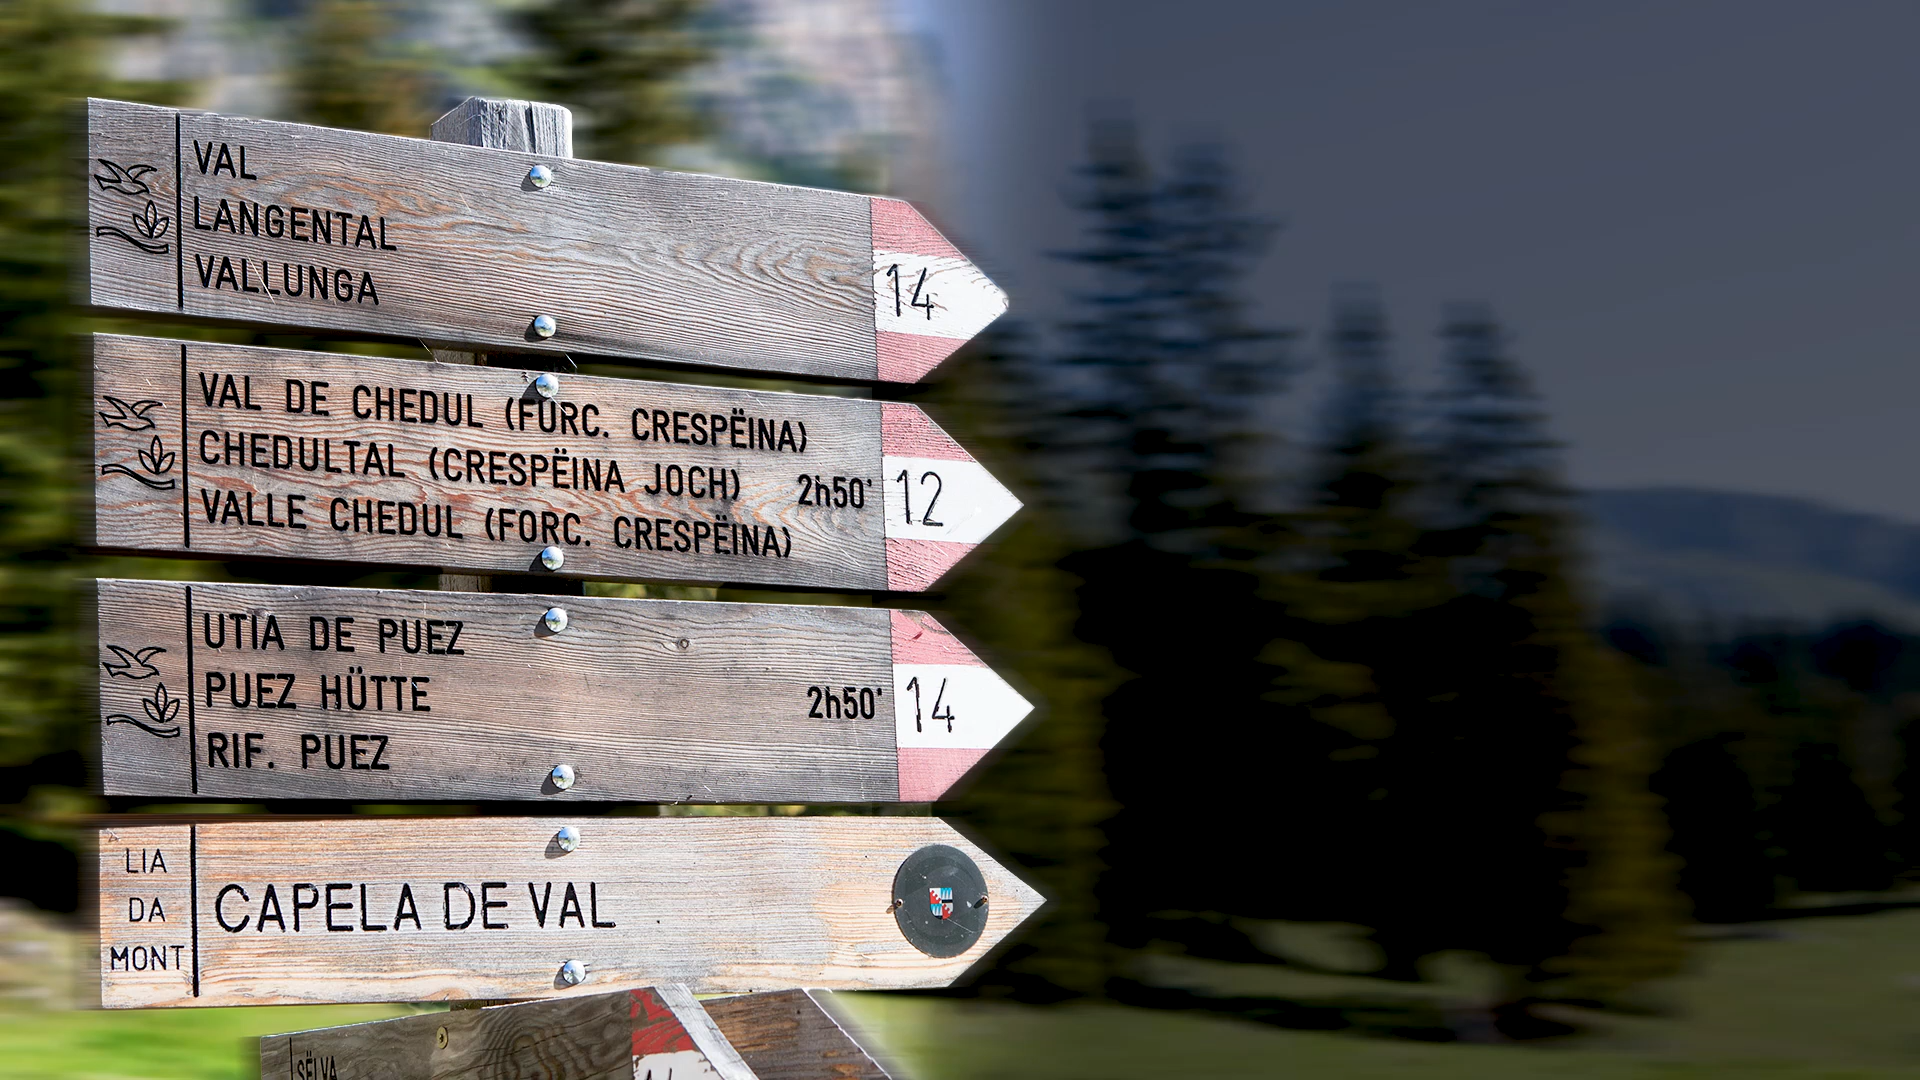 VAL
LANGENTAL
VALLUNGA
14
VAL DE CHEDUL (FURC. CRESPËINA)
CHEDULTAL (CRESPËINA JOCH) 2h50'
VALLE CHEDUL (FORC. CRESPËINA)
12
UTIA DE PUEZ
PUEZ HÜTTE
RIF. PUEZ
2h50'
14
LIA
DA
MONT
CAPELA DE VAL
SËLVA